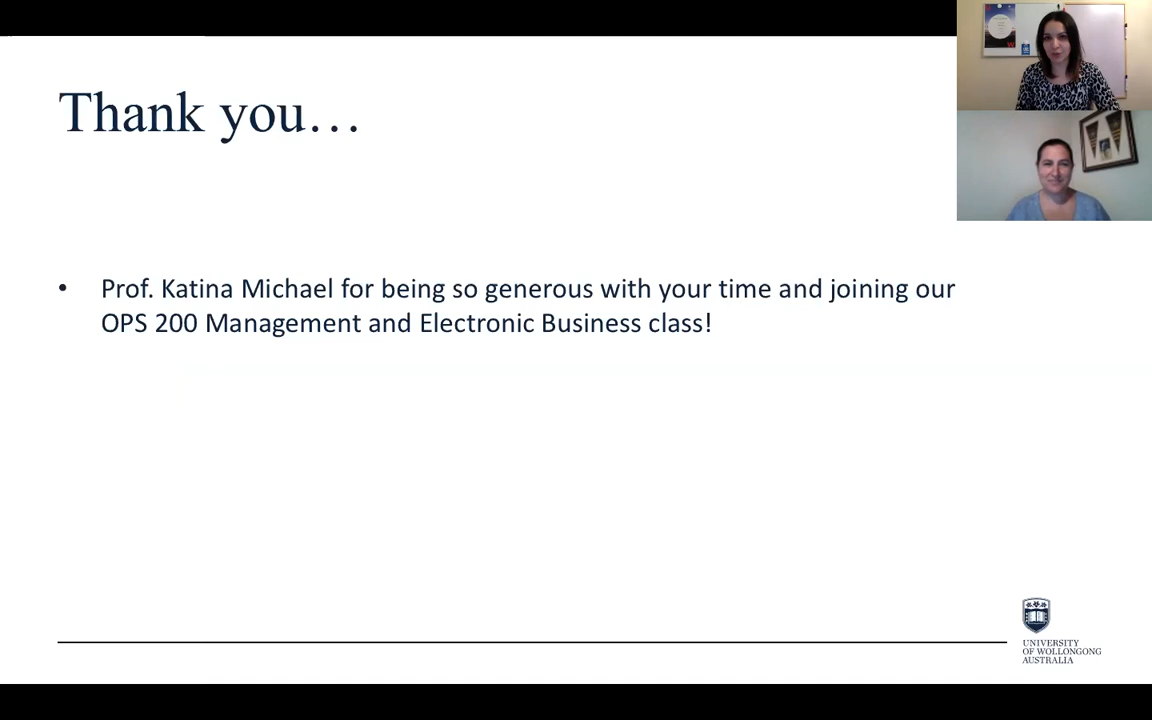 Thank you…
• Prof. Katina Michael for being so generous with your time and joining our
OPS 200 Management and Electronic Business class!
UNIVERSITY
OF WOLLONGONG
AUSTRALIA